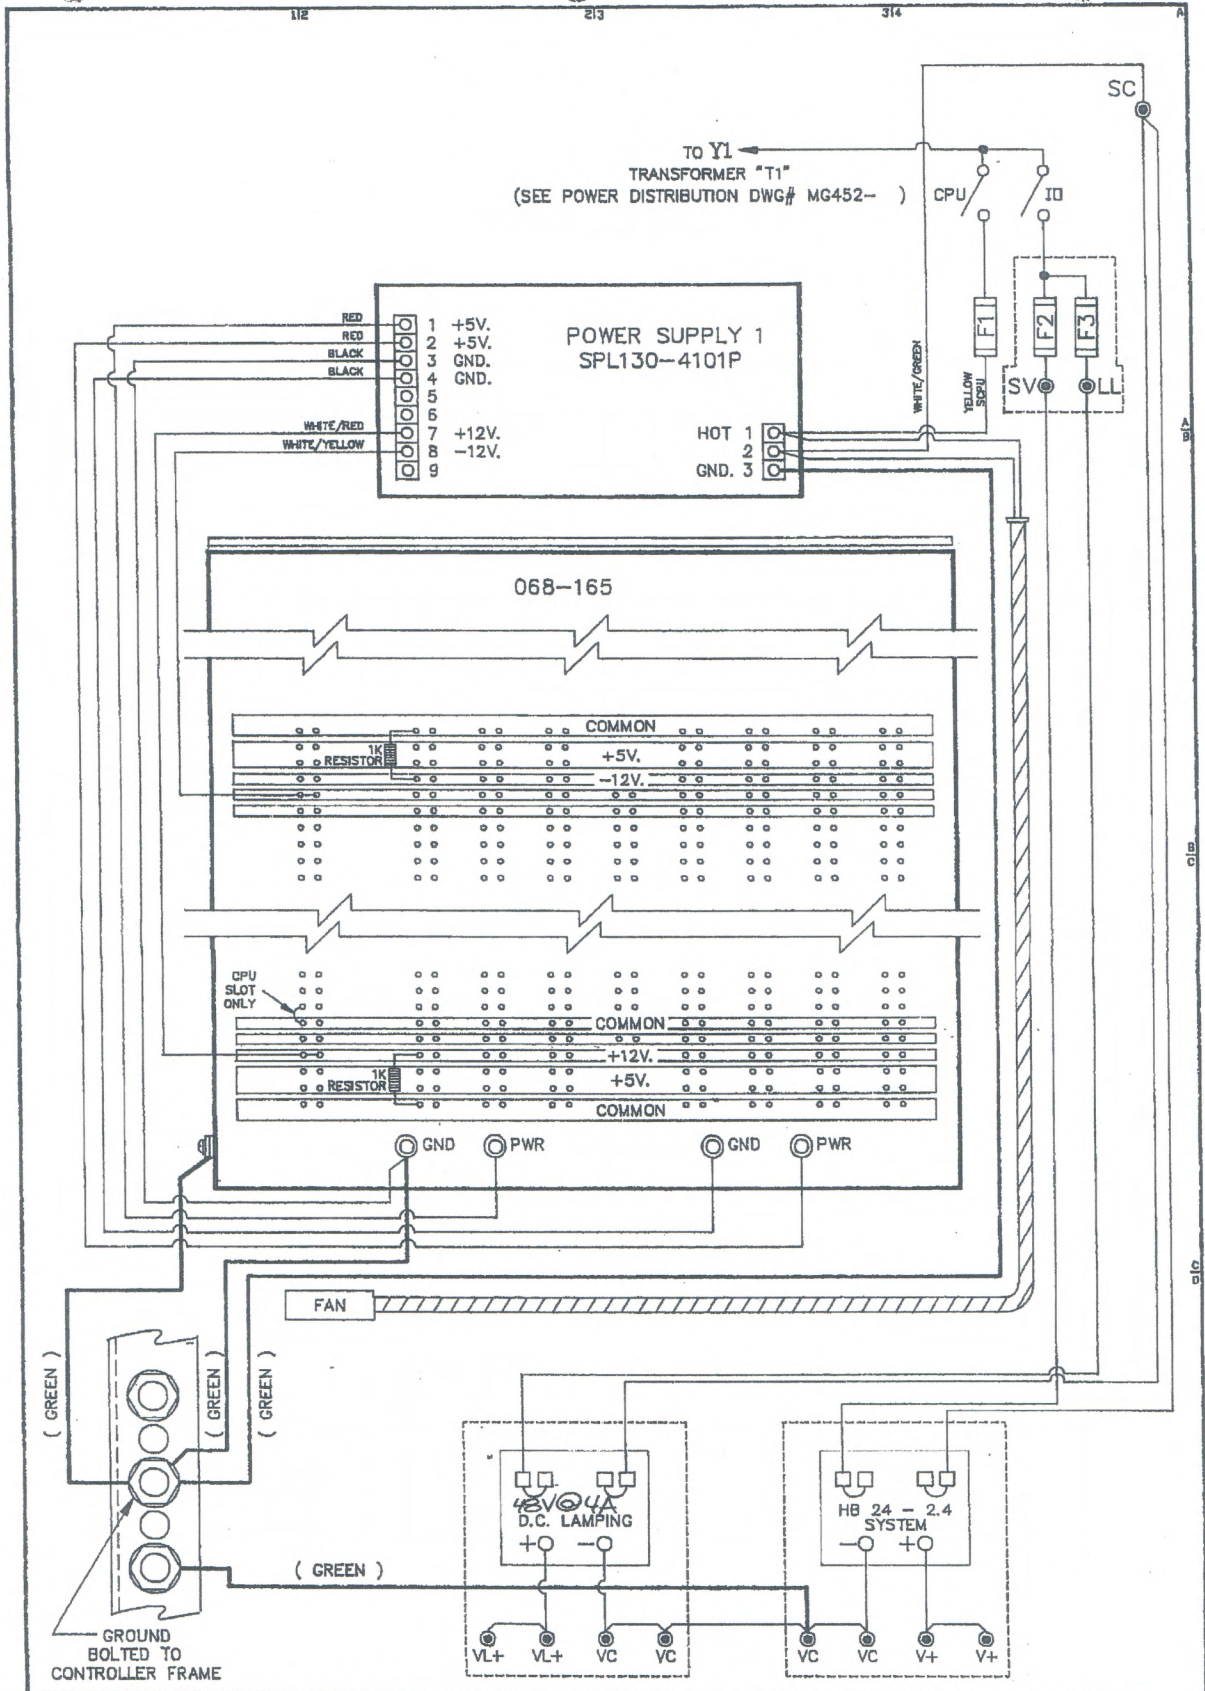 1|2
2|3
3|4
A
SC
TO Y1
TRANSFORMER "T1"
(SEE POWER DISTRIBUTION DWG# MG452- )
CPU
IO
F1
F2
F3
WHITE/GREEN
YELLOW
SCPU
SV
LL
A
B
POWER SUPPLY 1
SPL130-4101P
RED
1 +5V.
RED
2 +5V.
BLACK
3 GND.
BLACK
4 GND.
5
6
WHITE/RED
7 +12V.
WHITE/YELLOW
8 -12V.
9
HOT 1
2
GND. 3
068-165
COMMON
1K
RESISTOR
+5V.
-12V.
B
C
CPU
SLOT
ONLY
COMMON
+12V.
1K
RESISTOR
+5V.
COMMON
GND
PWR
GND
PWR
C
D
FAN
( GREEN )
( GREEN )
( GREEN )
48V@4A
D.C. LAMPING
+
-
HB 24 - 2.4
SYSTEM
-
+
( GREEN )
GROUND
BOLTED TO
CONTROLLER FRAME
VL+
VL+
VC
VC
VC
VC
V+
V+